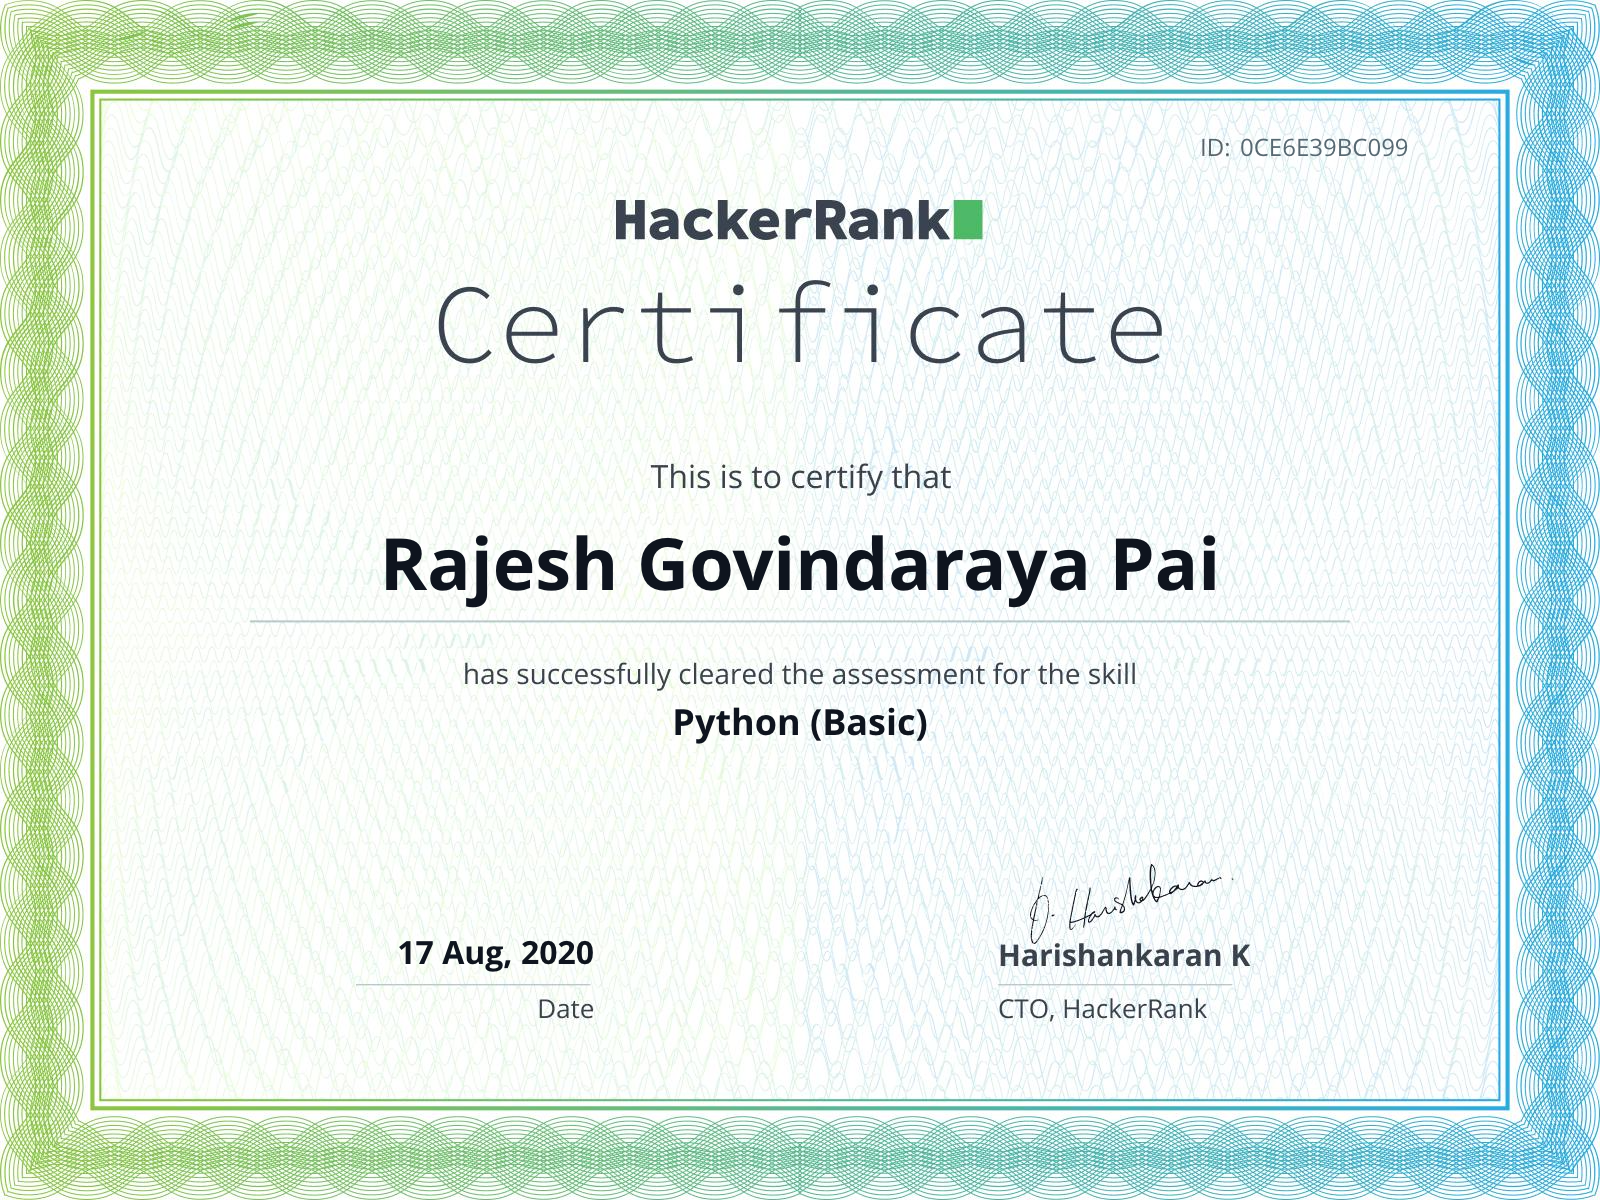 ID: 0CE6E39BC099
HackerRank
Certificate
This is to certify that
Rajesh Govindaraya Pai
has successfully cleared the assessment for the skill
Python (Basic)
17 Aug, 2020
Date
D. Harishankaran
Harishankaran K
CTO, HackerRank